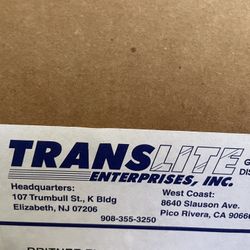 TRANSLITE
ENTERPRISES, INC.
Headquarters:
107 Trumbull St., K Bldg
Elizabeth, NJ 07206
908-355-3250
West Coast:
8640 Slauson Ave.
Pico Rivera, CA 9066